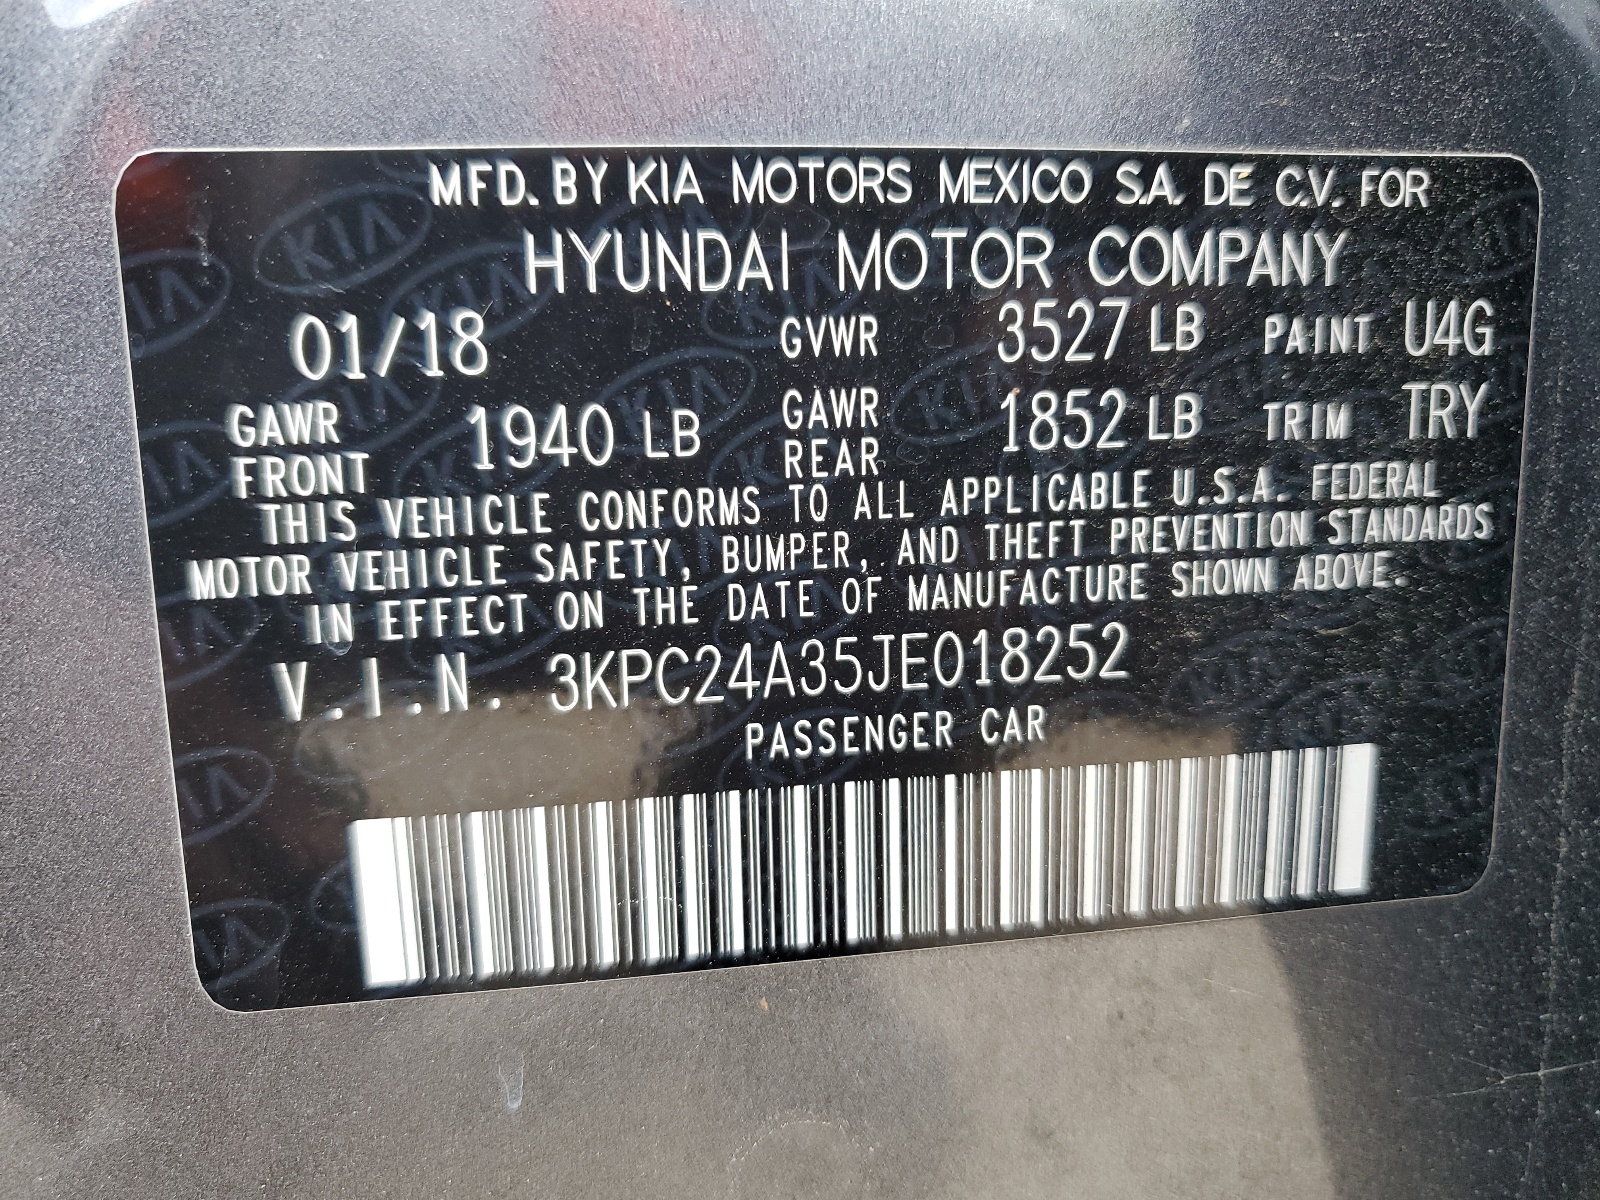 MFD. BY KIA MOTORS MEXICO S.A. DE C.V. FOR
HYUNDAI MOTOR COMPANY
01/18 GVWR 3527 LB PAINT U4G
GAWR FRONT 1940 LB GAWR REAR 1852 LB TRIM TRY
THIS VEHICLE CONFORMS TO ALL APPLICABLE U.S.A. FEDERAL
MOTOR VEHICLE SAFETY, BUMPER, AND THEFT PREVENTION STANDARDS
IN EFFECT ON THE DATE OF MANUFACTURE SHOWN ABOVE.
V.I.N. 3KPC24A35JE018252
PASSENGER CAR